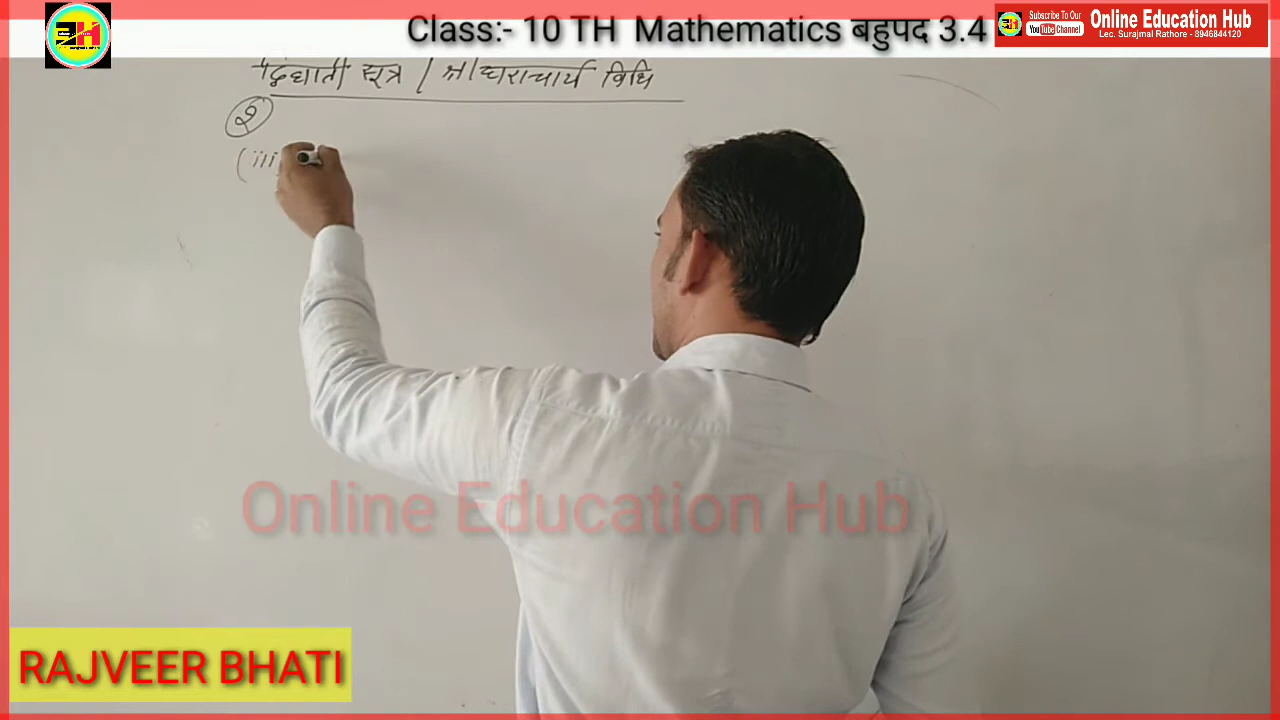 Class:- 10 TH Mathematics बहुपद 3.4
Subscribe To Our
YouTube Channel
Online Education Hub
Lec. Surajmal Rathore - 8946844120
द्विघाती सूत्र / श्रीधराचार्य विधि
2
(iii)
Online Education Hub
RAJVEER BHATI